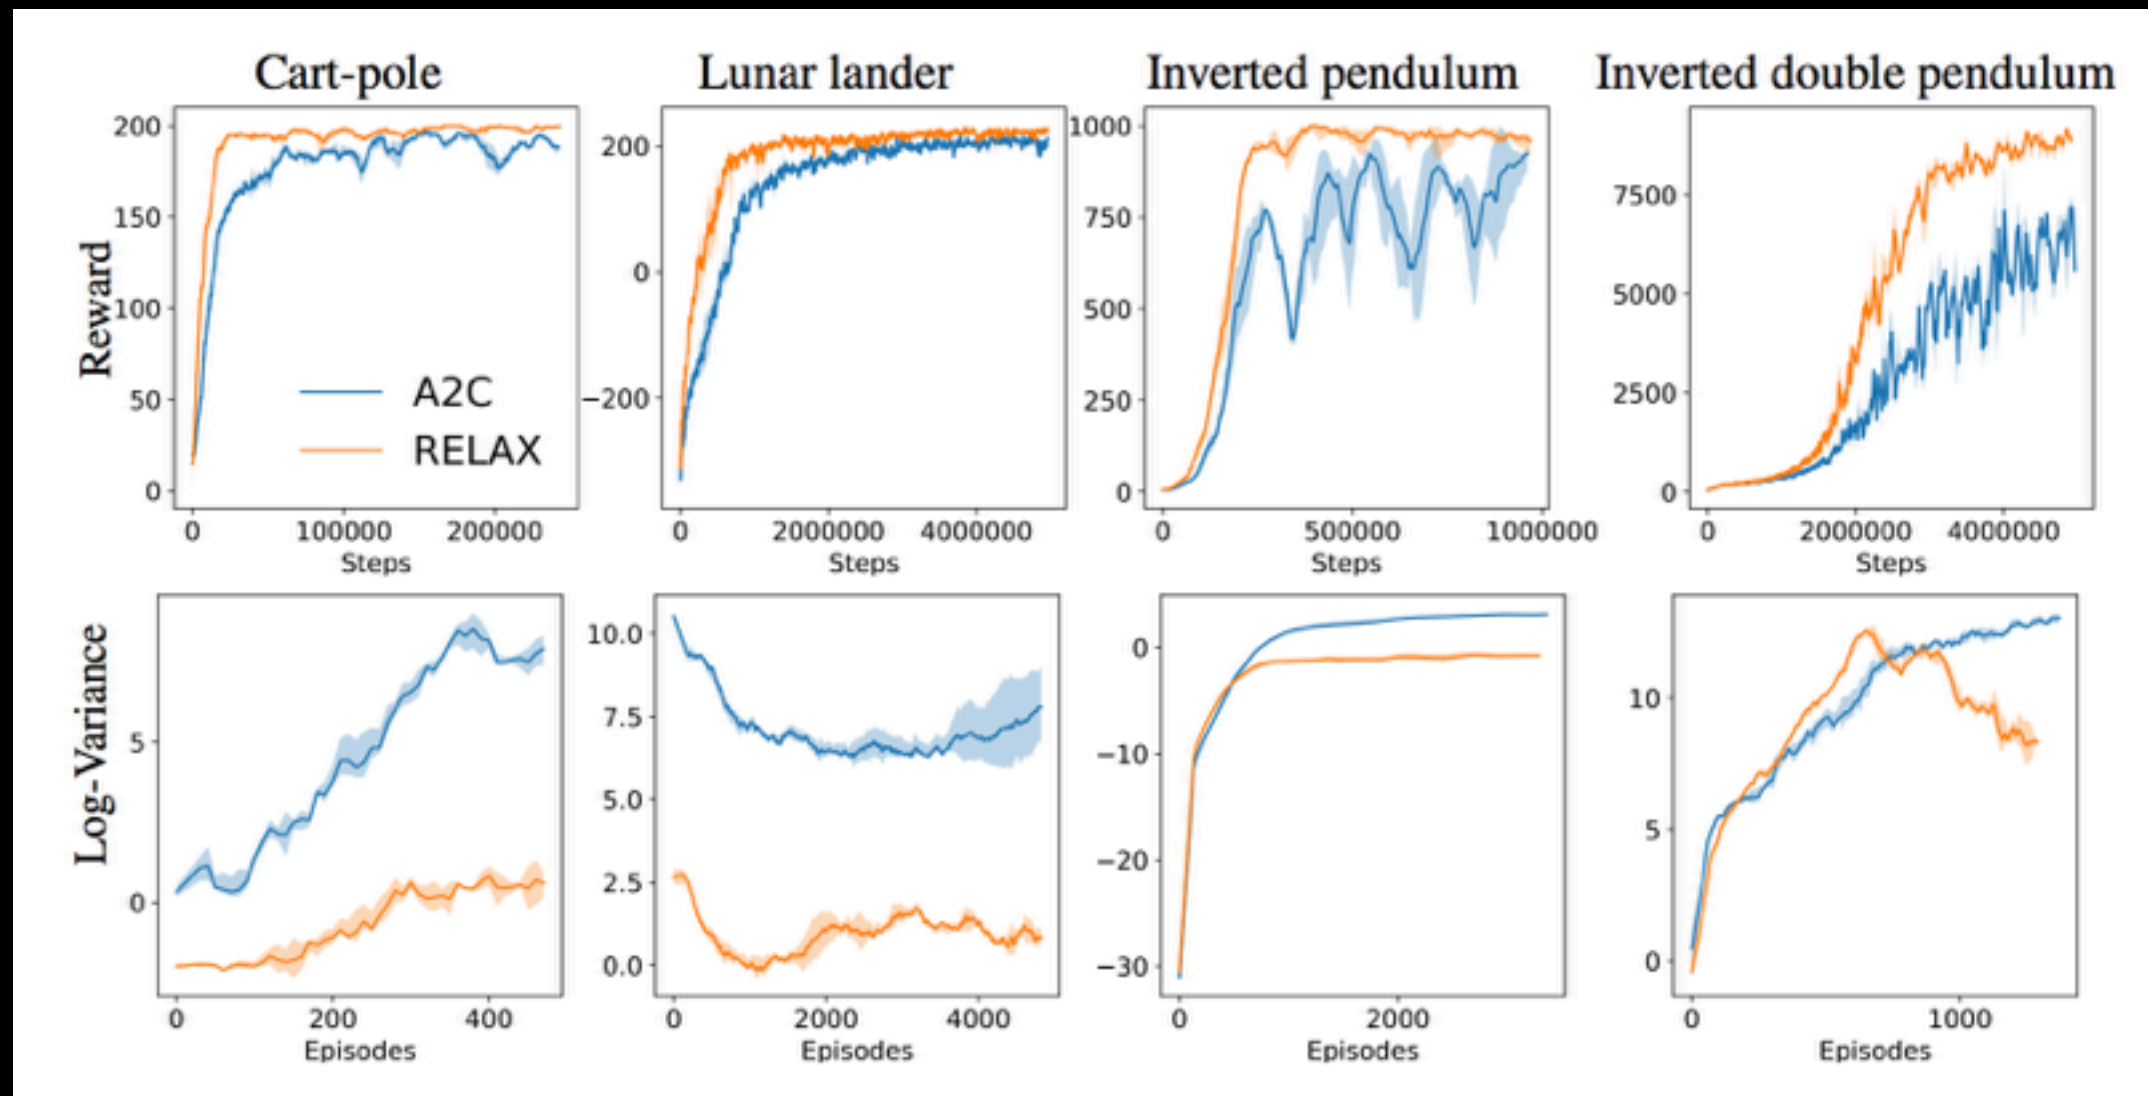 Cart-pole
Lunar lander
Inverted pendulum
Inverted double pendulum
Reward
200
150
100
50
0
A2C
RELAX
0 100000 200000
Steps
200
0
−200
0 2000000 4000000
Steps
1000
750
500
250
0
0 500000 1000000
Steps
7500
5000
2500
0
0 2000000 4000000
Steps
Log-Variance
5
0
0 200 400
Episodes
10.0
7.5
5.0
2.5
0.0
0 2000 4000
Episodes
0
−10
−20
−30
0 2000
Episodes
10
5
0
0 1000
Episodes